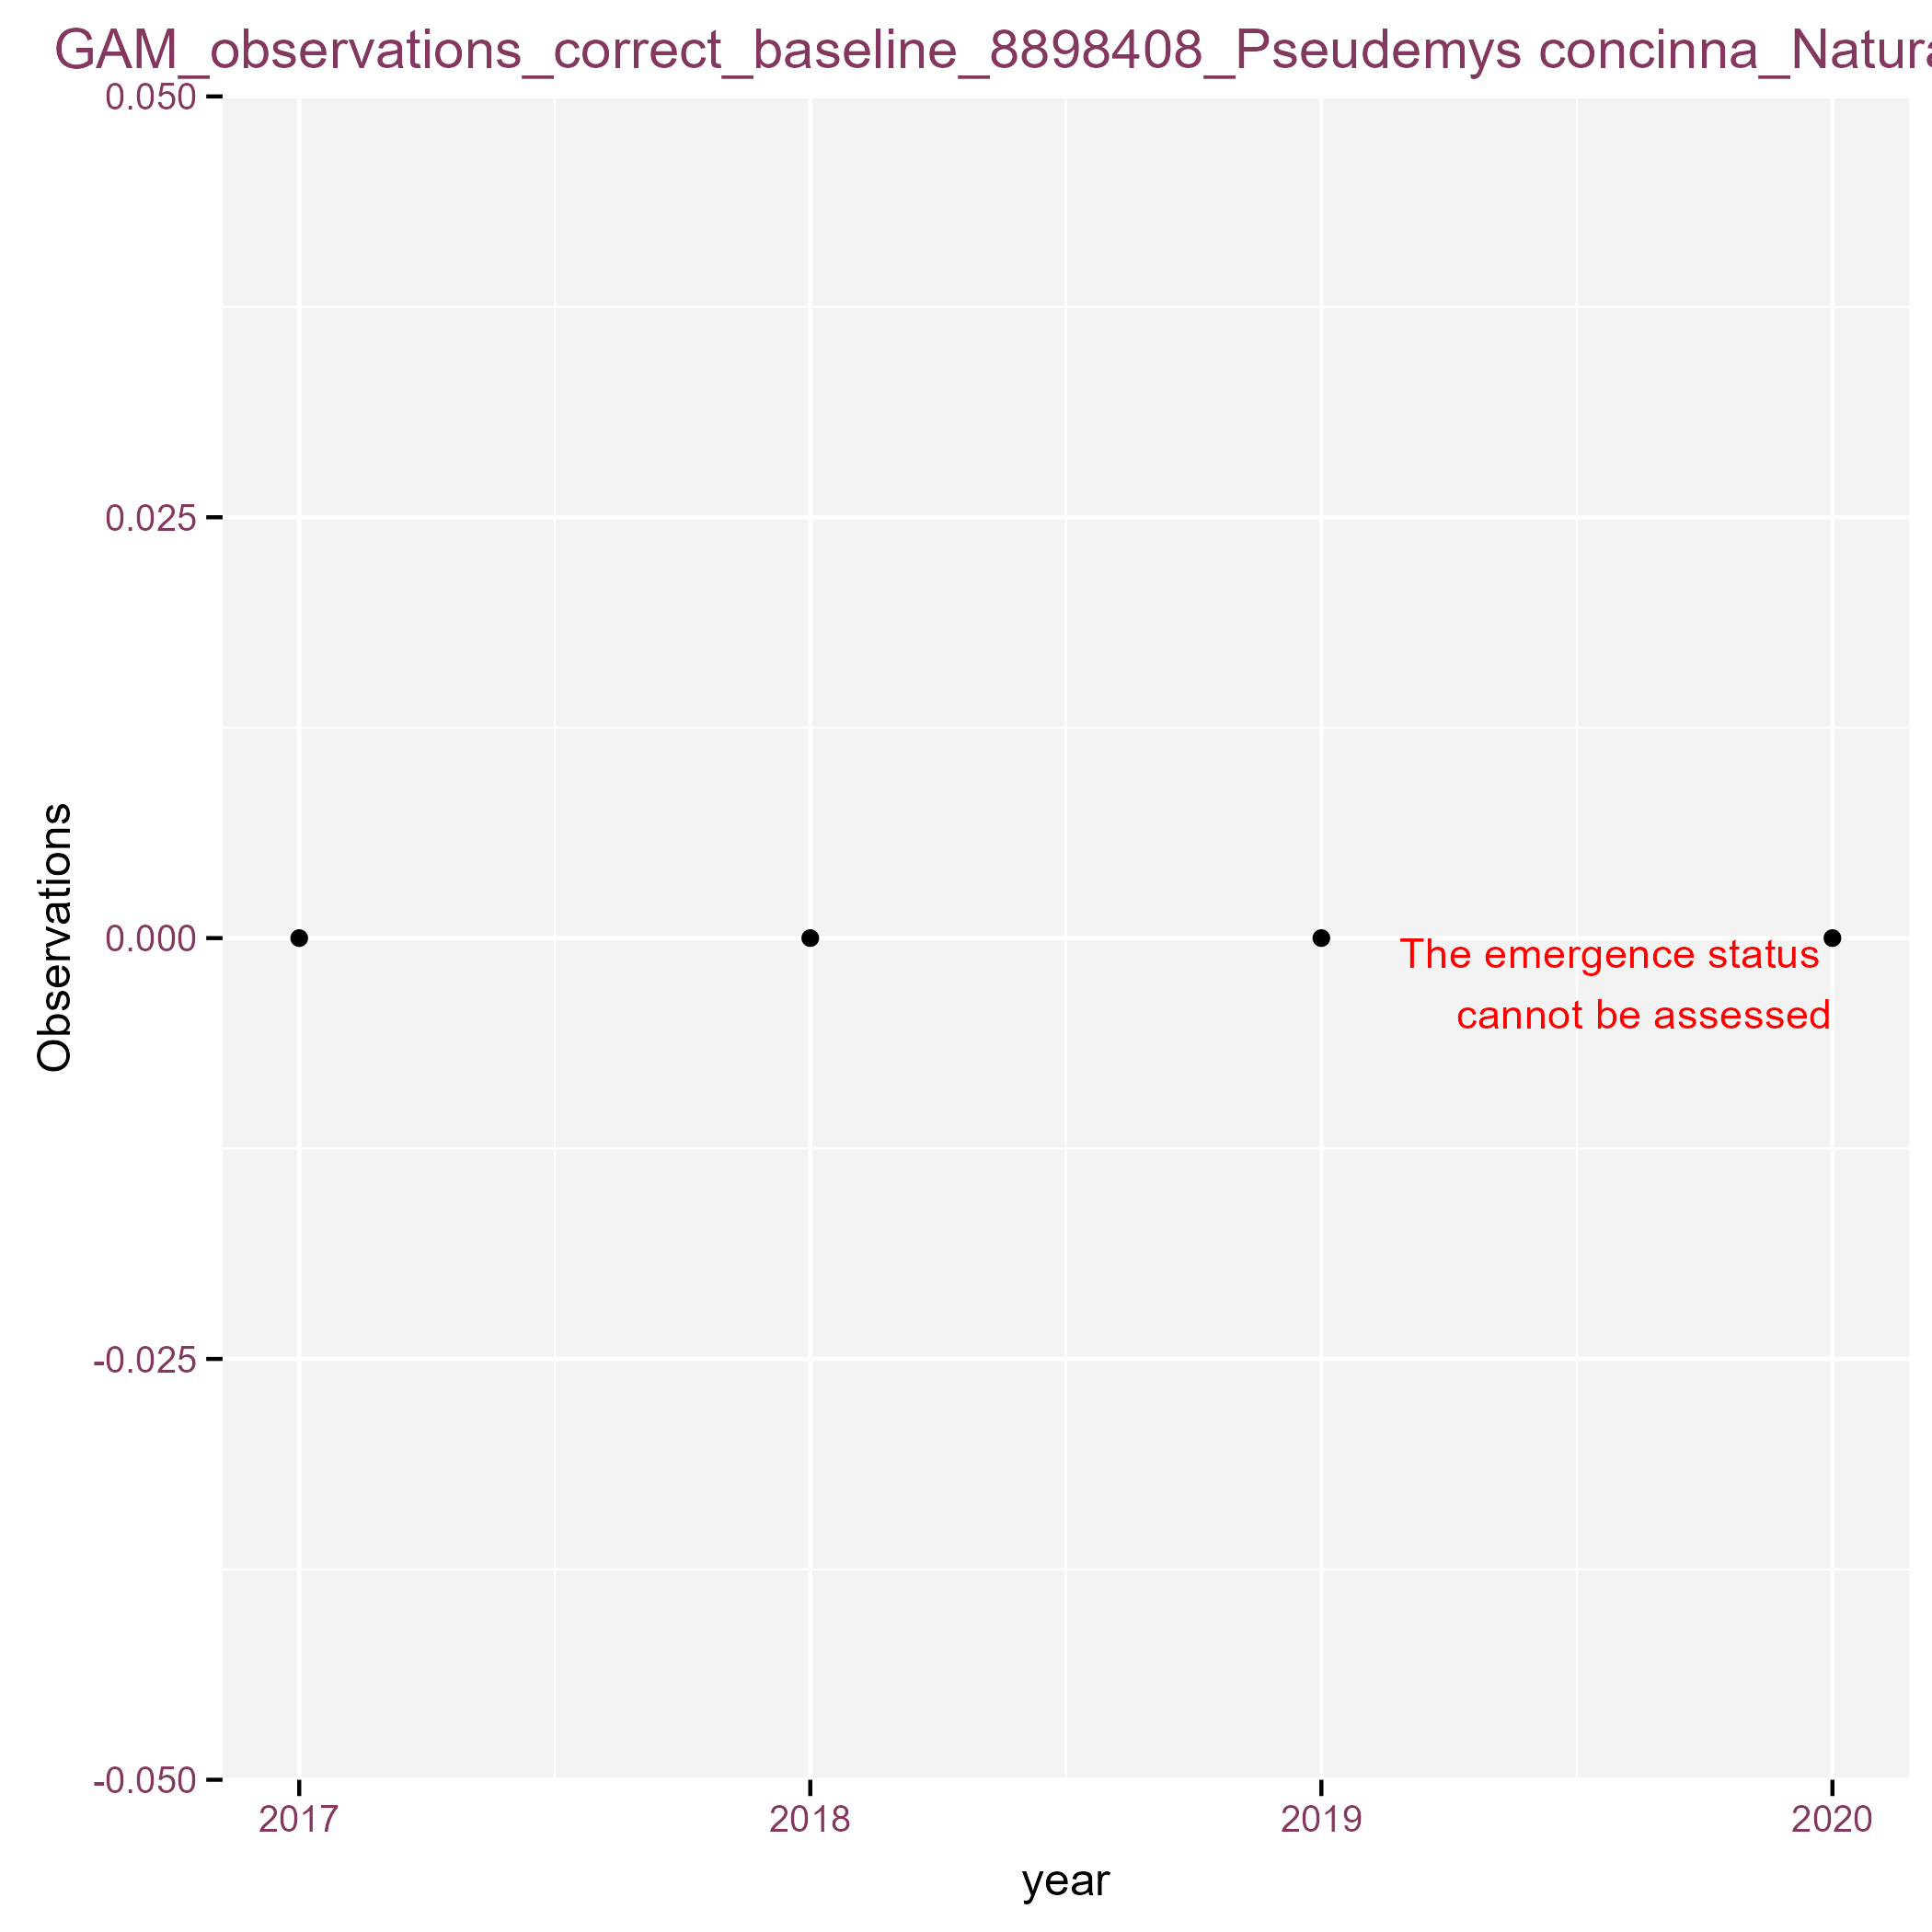 GAM_observations_correct_baseline_8898408_Pseudemys concinna_Natura
0.050
0.025
0.000
-0.025
-0.050
Observations
The emergence status
cannot be assessed
2017 2018 2019 2020
year